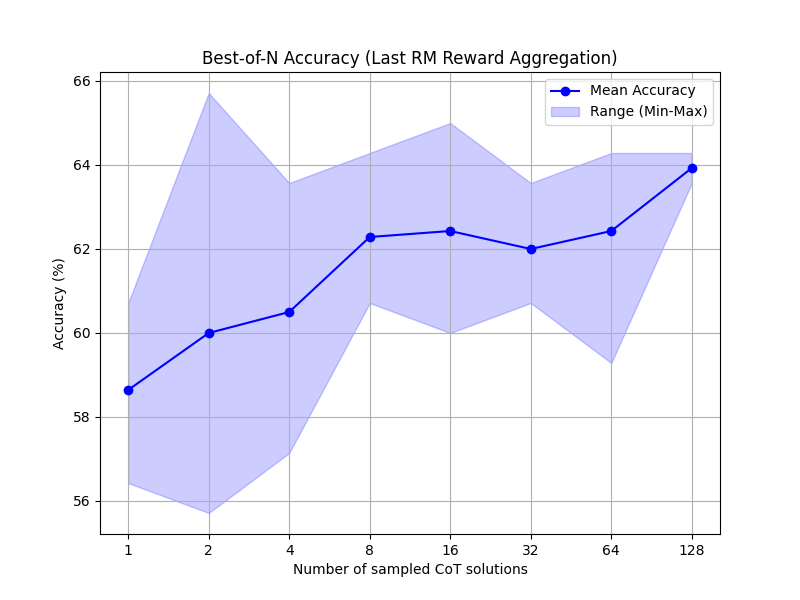 Best-of-N Accuracy (Last RM Reward Aggregation)
Mean Accuracy
Range (Min-Max)
Accuracy (%)
66
64
62
60
58
56
1 2 4 8 16 32 64 128
Number of sampled CoT solutions